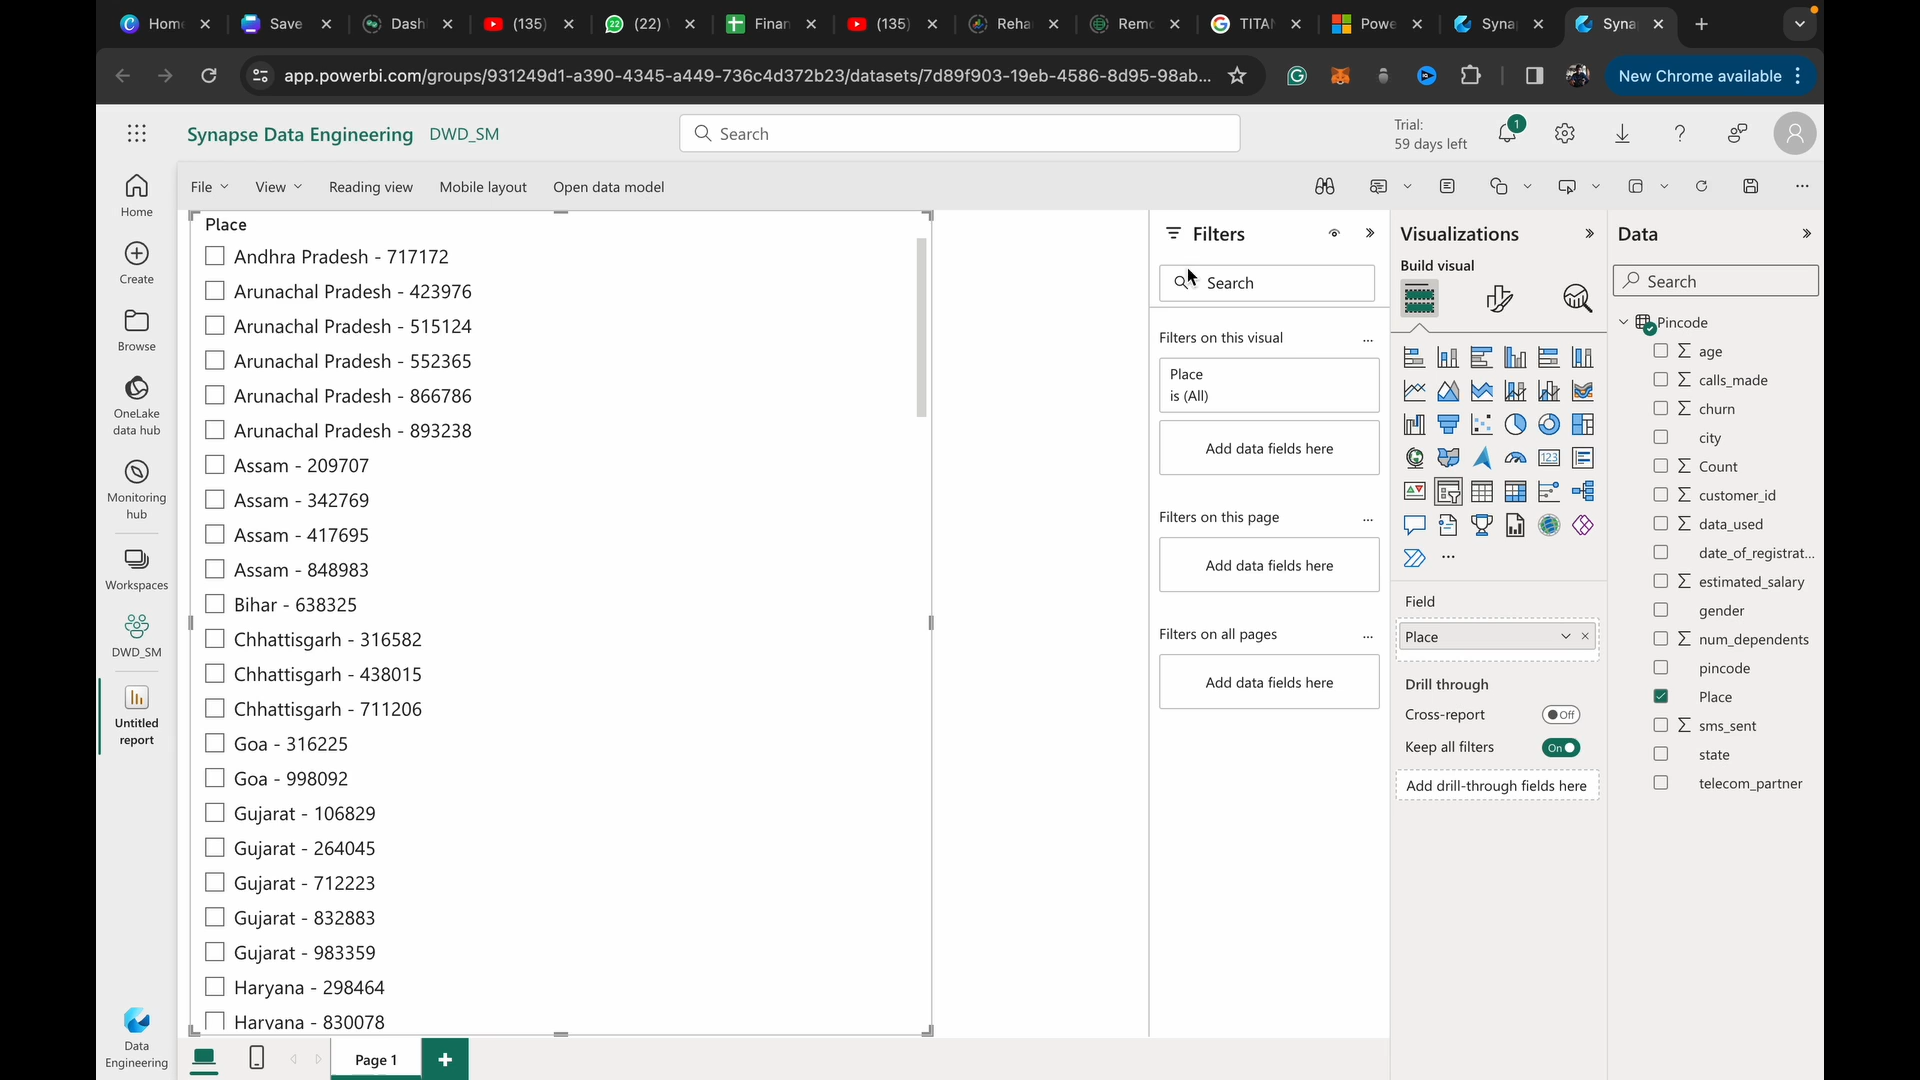 Hom
Save
Dash
(135)
(22)
Finan
(135)
Reha
Remo
TITAN
Powe
Syna
Syna
app.powerbi.com/groups/931249d1-a390-4345-a449-736c4d372b23/datasets/7d89f903-19eb-4586-8d95-98ab...
New Chrome available
Synapse Data Engineering DWD_SM
Search
Trial:
59 days left
1
File View Reading view Mobile layout Open data model
Home
Create
Browse
OneLake
data hub
Monitoring
hub
Workspaces
DWD_SM
Untitled
report
Data
Engineering
Place
Andhra Pradesh - 717172
Arunachal Pradesh - 423976
Arunachal Pradesh - 515124
Arunachal Pradesh - 552365
Arunachal Pradesh - 866786
Arunachal Pradesh - 893238
Assam - 209707
Assam - 342769
Assam - 417695
Assam - 848983
Bihar - 638325
Chhattisgarh - 316582
Chhattisgarh - 438015
Chhattisgarh - 711206
Goa - 316225
Goa - 998092
Gujarat - 106829
Gujarat - 264045
Gujarat - 712223
Gujarat - 832883
Gujarat - 983359
Haryana - 298464
Haryana - 830078
Page 1
Filters
Search
Filters on this visual
Place
is (All)
Add data fields here
Filters on this page
Add data fields here
Filters on all pages
Add data fields here
Visualizations
Build visual
123
Field
Place
Drill through
Cross-report
Off
Keep all filters
On
Add drill-through fields here
Data
Search
Pincode
age
calls_made
churn
city
Count
customer_id
data_used
date_of_registrat...
estimated_salary
gender
num_dependents
pincode
Place
sms_sent
state
telecom_partner